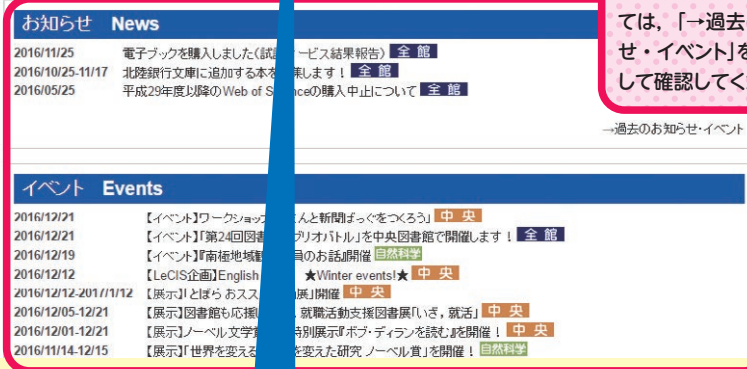 お知らせ News
2016/11/25 電子ブックを購入しました(試 ービス結果報告) 全 館
2016/10/25-11/17 北陸銀行文庫に追加する本を 集します! 全 館
2016/05/25 平成29年度以降のWeb of S nceの購入中止について 全 館
ては,「→過去
せ・イベント」を
して確認してく
→過去のお知らせ・イベント
イベント Events
2016/12/21 【イベント】ワークショップ んと新聞ばっぐをつくろう」 中 央
2016/12/21 【イベント】「第24回図書 ブリオバトル」を中央図書館で開催します! 全 館
2016/12/19 【イベント】『南極地域観 員のお話』開催 自然科学
2016/12/12 【LeCIS企画】English ★Winter events!★ 中 央
2016/12/12-2017/1/12 【展示】「とぼら おスス 展」開催 中 央
2016/12/05-12/21 【展示】図書館も応援 ,就職活動支援図書展「いざ,就活」 中 央
2016/12/01-12/21 【展示】ノーベル文学賞 特別展示『ボブ・ディランを読む』を開催! 中 央
2016/11/14-12/15 【展示】「世界を変える を変えた研究 ノーベル賞」を開催! 自然科学